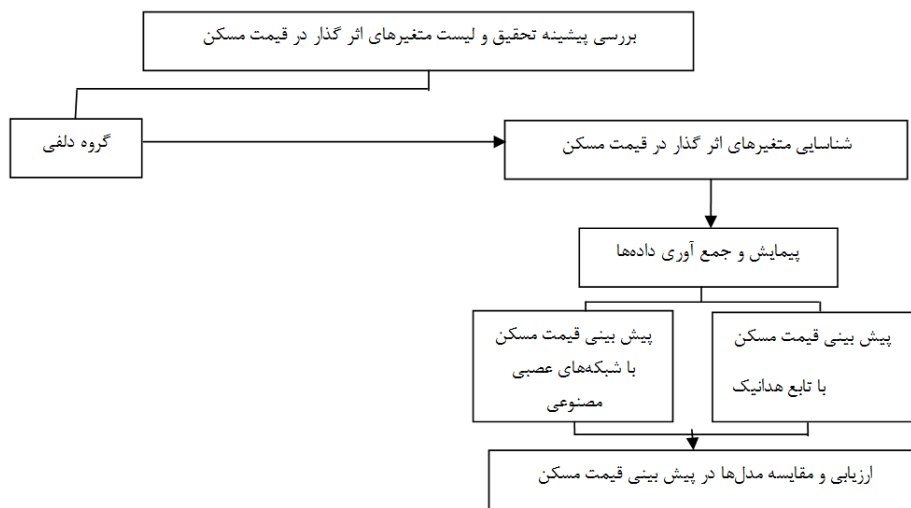 بررسی پیشینه تحقیق و لیست متغیرهای اثر گذار در قیمت مسکن
گروه دلفی
شناسایی متغیرهای اثر گذار در قیمت مسکن
پیمایش و جمع آوری داده‌ها
پیش بینی قیمت مسکن
با تابع هدانیک
پیش بینی قیمت مسکن
با شبکه‌های عصبی
مصنوعی
ارزیابی و مقایسه مدل‌ها در پیش بینی قیمت مسکن